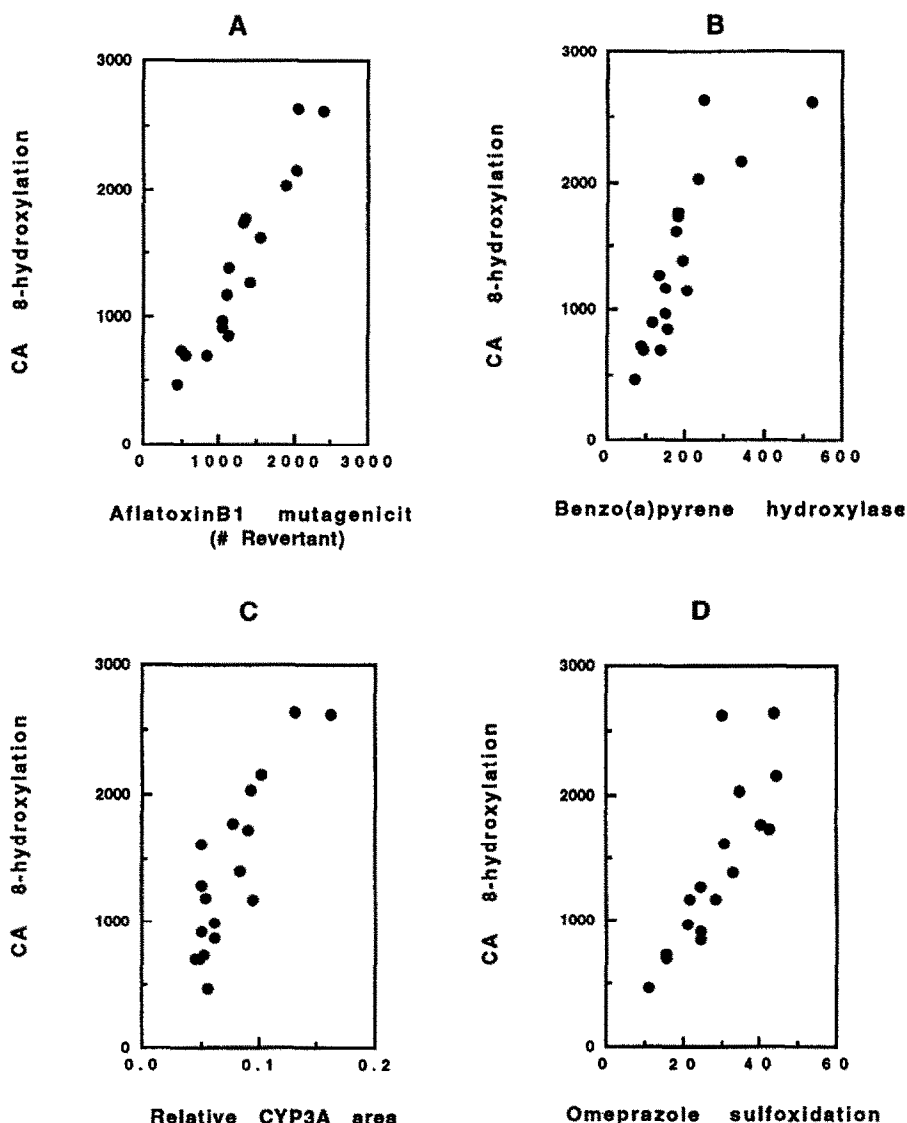 A
3000
2000
1000
0
CA 8-hydroxylation
0 1000 2000 3000
AflatoxinB1 mutagenicit
(# Revertant)
B
3000
2000
1000
0
CA 8-hydroxylation
0 200 400 600
Benzo(a)pyrene hydroxylase
C
3000
2000
1000
0
CA 8-hydroxylation
0.0 0.1 0.2
Relative CYP3A area
D
3000
2000
1000
0
CA 8-hydroxylation
0 20 40 60
Omeprazole sulfoxidation